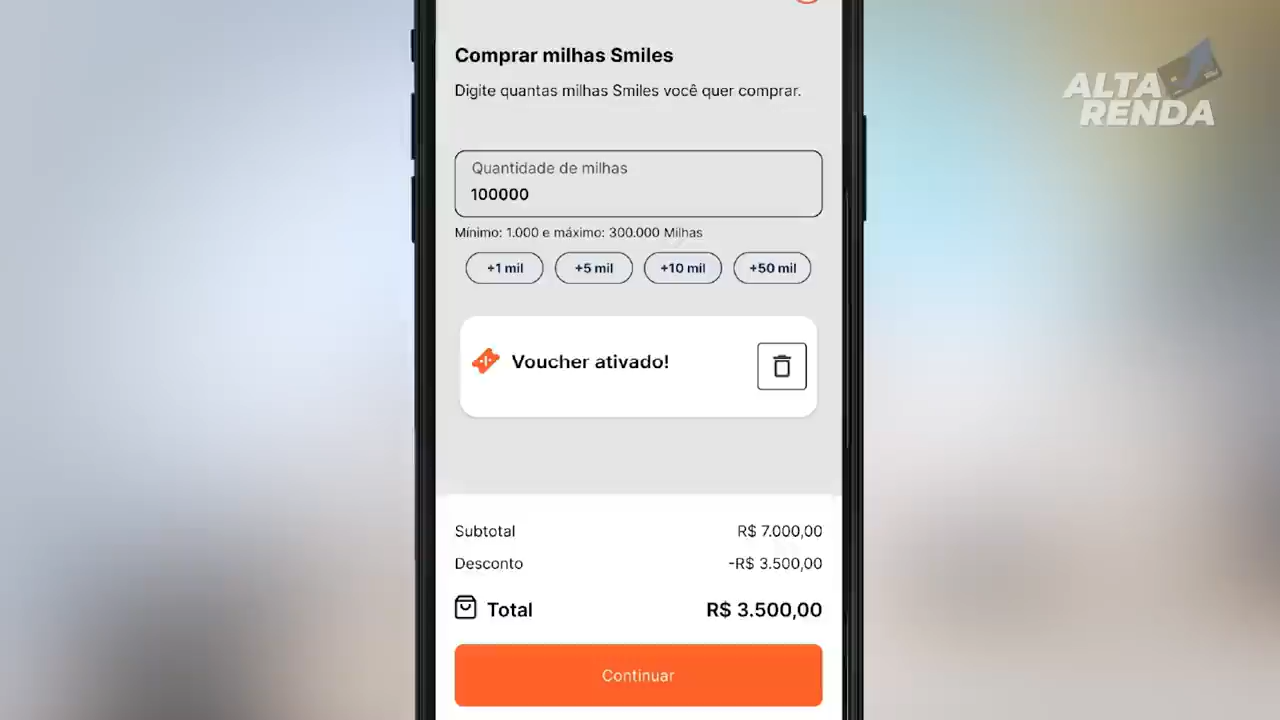 Comprar milhas Smiles
Digite quantas milhas Smiles você quer comprar.
Quantidade de milhas
100000
Mínimo: 1.000 e máximo: 300.000 Milhas
+1 mil +5 mil +10 mil +50 mil
Voucher ativado!
Subtotal R$ 7.000,00
Desconto -R$ 3.500,00
Total R$ 3.500,00
Continuar
ALTA
RENDA